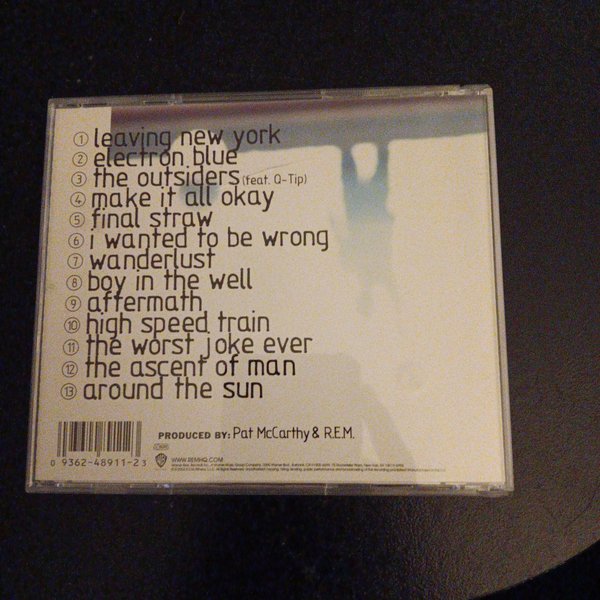 1 leaving new york
2 electron blue
3 the outsiders (feat. Q-Tip)
4 make it all okay
5 final straw
6 i wanted to be wrong
7 wanderlust
8 boy in the well
9 aftermath
10 high speed train
11 the worst joke ever
12 the ascent of man
13 around the sun
PRODUCED BY: Pat McCarthy & R.E.M.
0 9362-48911-2 3
WWW.REMHQ.COM